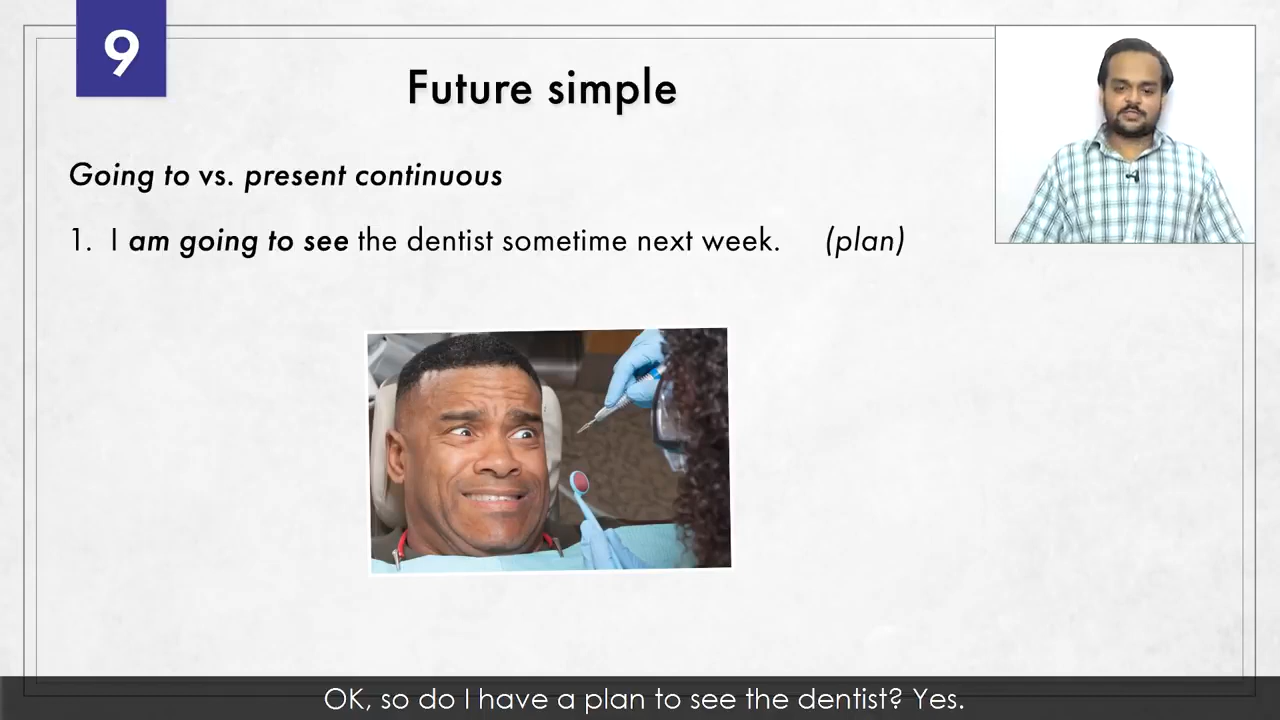 9
Future simple
Going to vs. present continuous
1. I am going to see the dentist sometime next week. (plan)
OK, so do I have a plan to see the dentist? Yes.